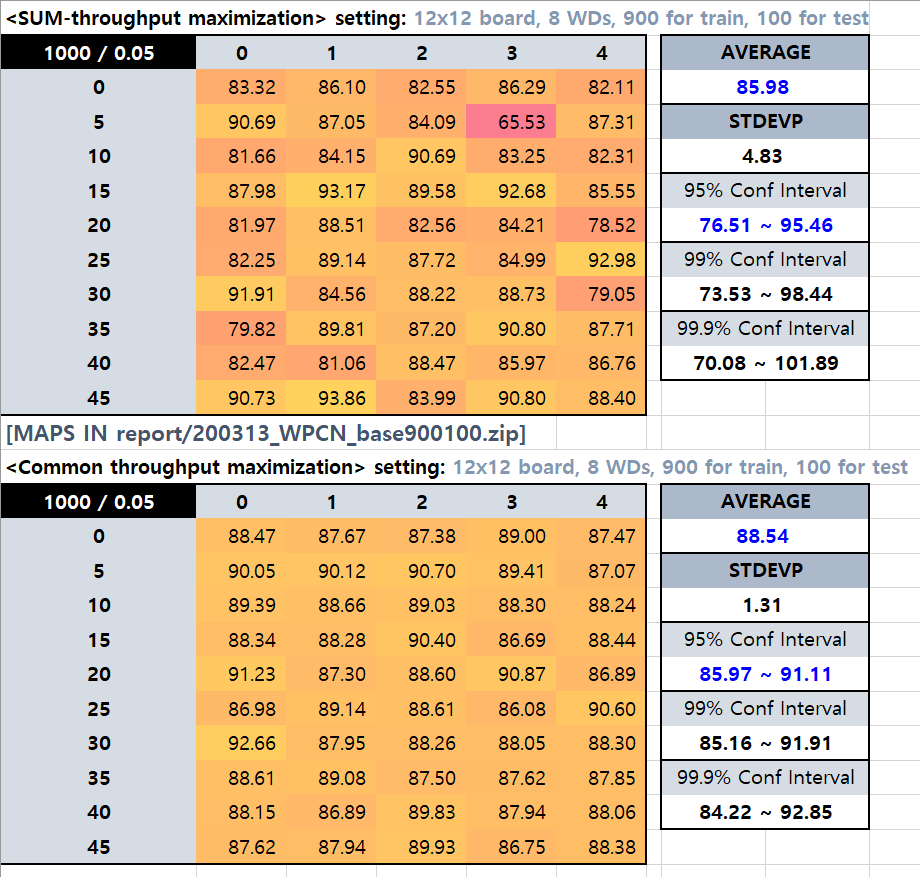 <SUM-throughput maximization> setting: 12x12 board, 8 WDs, 900 for train, 100 for test
1000 / 0.05 0 1 2 3 4 AVERAGE
0 83.32 86.10 82.55 86.29 82.11 85.98
5 90.69 87.05 84.09 65.53 87.31 STDEVP
10 81.66 84.15 90.69 83.25 82.31 4.83
15 87.98 93.17 89.58 92.68 85.55 95% Conf Interval
20 81.97 88.51 82.56 84.21 78.52 76.51 ~ 95.46
25 82.25 89.14 87.72 84.99 92.98 99% Conf Interval
30 91.91 84.56 88.22 88.73 79.05 73.53 ~ 98.44
35 79.82 89.81 87.20 90.80 87.71 99.9% Conf Interval
40 82.47 81.06 88.47 85.97 86.76 70.08 ~ 101.89
45 90.73 93.86 83.99 90.80 88.40
[MAPS IN report/200313_WPCN_base900100.zip]
<Common throughput maximization> setting: 12x12 board, 8 WDs, 900 for train, 100 for test
1000 / 0.05 0 1 2 3 4 AVERAGE
0 88.47 87.67 87.38 89.00 87.47 88.54
5 90.05 90.12 90.70 89.41 87.07 STDEVP
10 89.39 88.66 89.03 88.30 88.24 1.31
15 88.34 88.28 90.40 86.69 88.44 95% Conf Interval
20 91.23 87.30 88.60 90.87 86.89 85.97 ~ 91.11
25 86.98 89.14 88.61 86.08 90.60 99% Conf Interval
30 92.66 87.95 88.26 88.05 88.30 85.16 ~ 91.91
35 88.61 89.08 87.50 87.62 87.85 99.9% Conf Interval
40 88.15 86.89 89.83 87.94 88.06 84.22 ~ 92.85
45 87.62 87.94 89.93 86.75 88.38